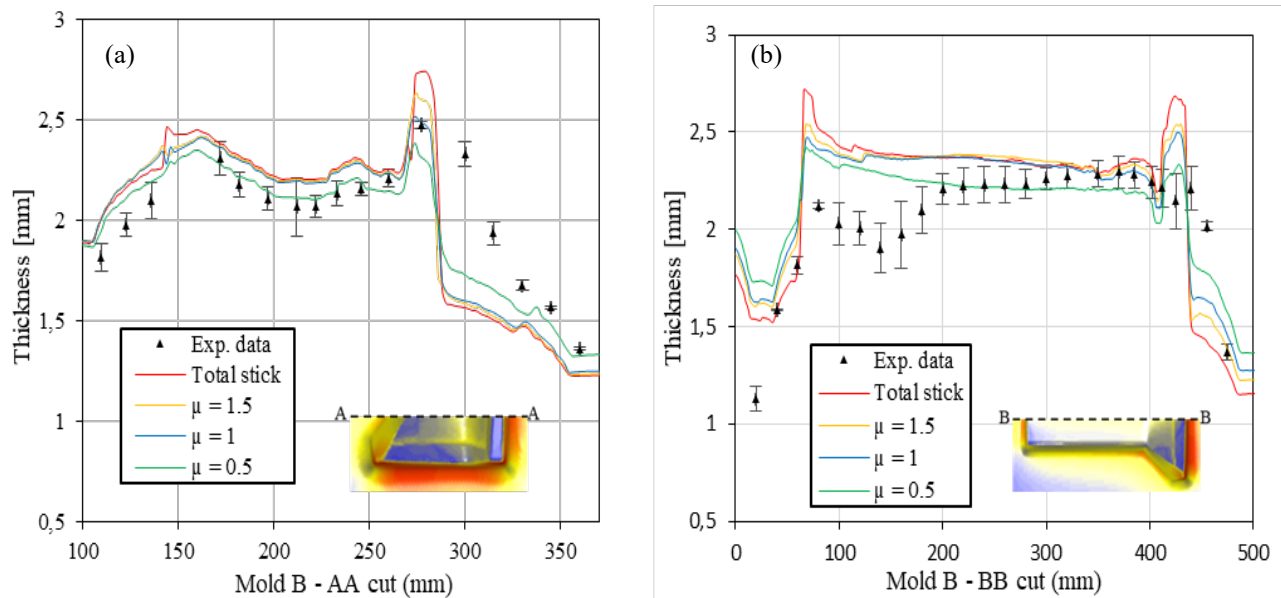 (a)
Thickness [mm]
3
2,5
2
1,5
1
0,5
100 150 200 250 300 350
Mold B - AA cut (mm)
Exp. data
Total stick
μ = 1.5
μ = 1
μ = 0.5
A A
(b)
Thickness [mm]
3
2,5
2
1,5
1
0,5
0 100 200 300 400 500
Mold B - BB cut (mm)
Exp. data
Total stick
μ = 1.5
μ = 1
μ = 0.5
B B